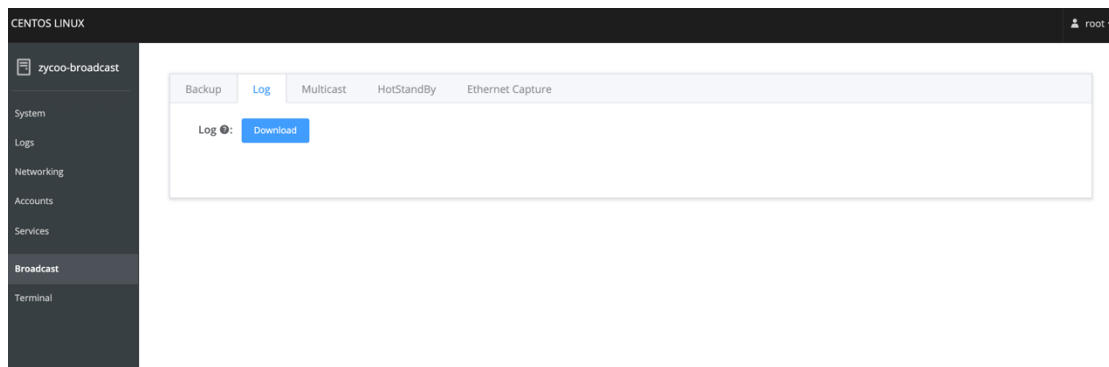 CENTOS LINUX
root
zycoo-broadcast
System
Logs
Networking
Accounts
Services
Broadcast
Terminal
Backup Log Multicast HotStandBy Ethernet Capture
Log ?: Download